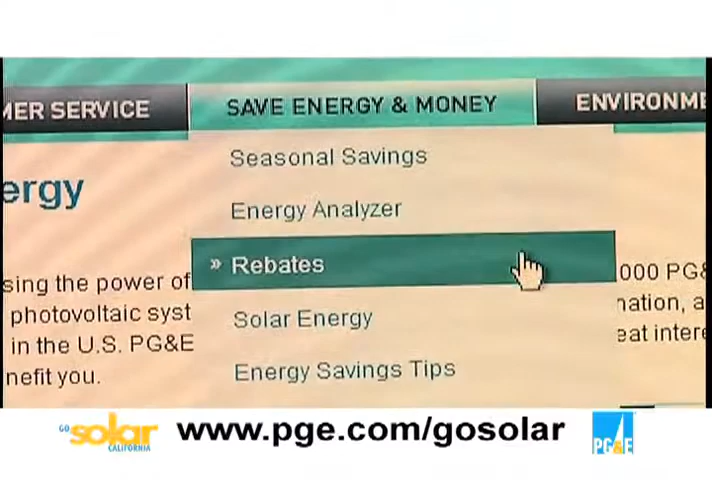 MER SERVICE
SAVE ENERGY & MONEY
ENVIRONME
Seasonal Savings
ergy
Energy Analyzer
» Rebates
sing the power of
000 PG&
photovoltaic syst
Solar Energy
nation, a
in the U.S. PG&E
eat inter
nefit you.
Energy Savings Tips
GO solar CALIFORNIA
www.pge.com/gosolar
PG&E